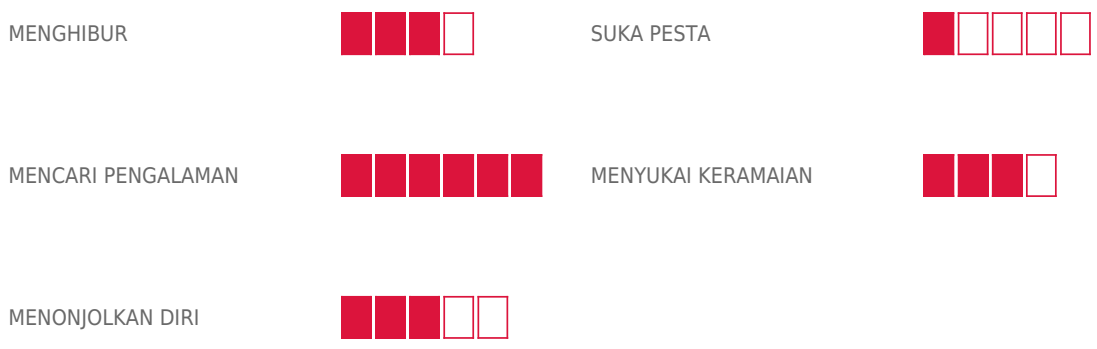 MENGHIBUR
SUKA PESTA
MENCARI PENGALAMAN
MENYUKAI KERAMAIAN
MENONJOLKAN DIRI